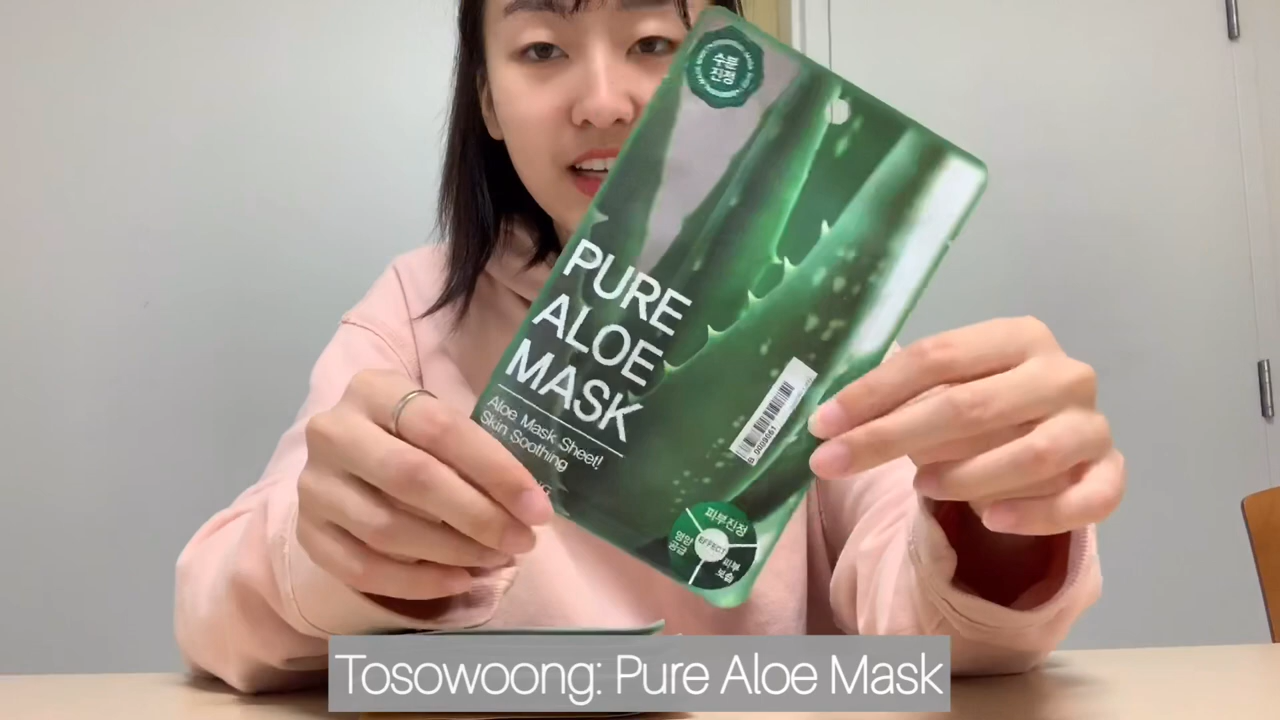 수분
진정
PURE
ALOE
MASK
Aloe Mask Sheet!
Skin Soothing
피부진정
영양
공급
EFFECT
피부
보습
Tosowoong: Pure Aloe Mask